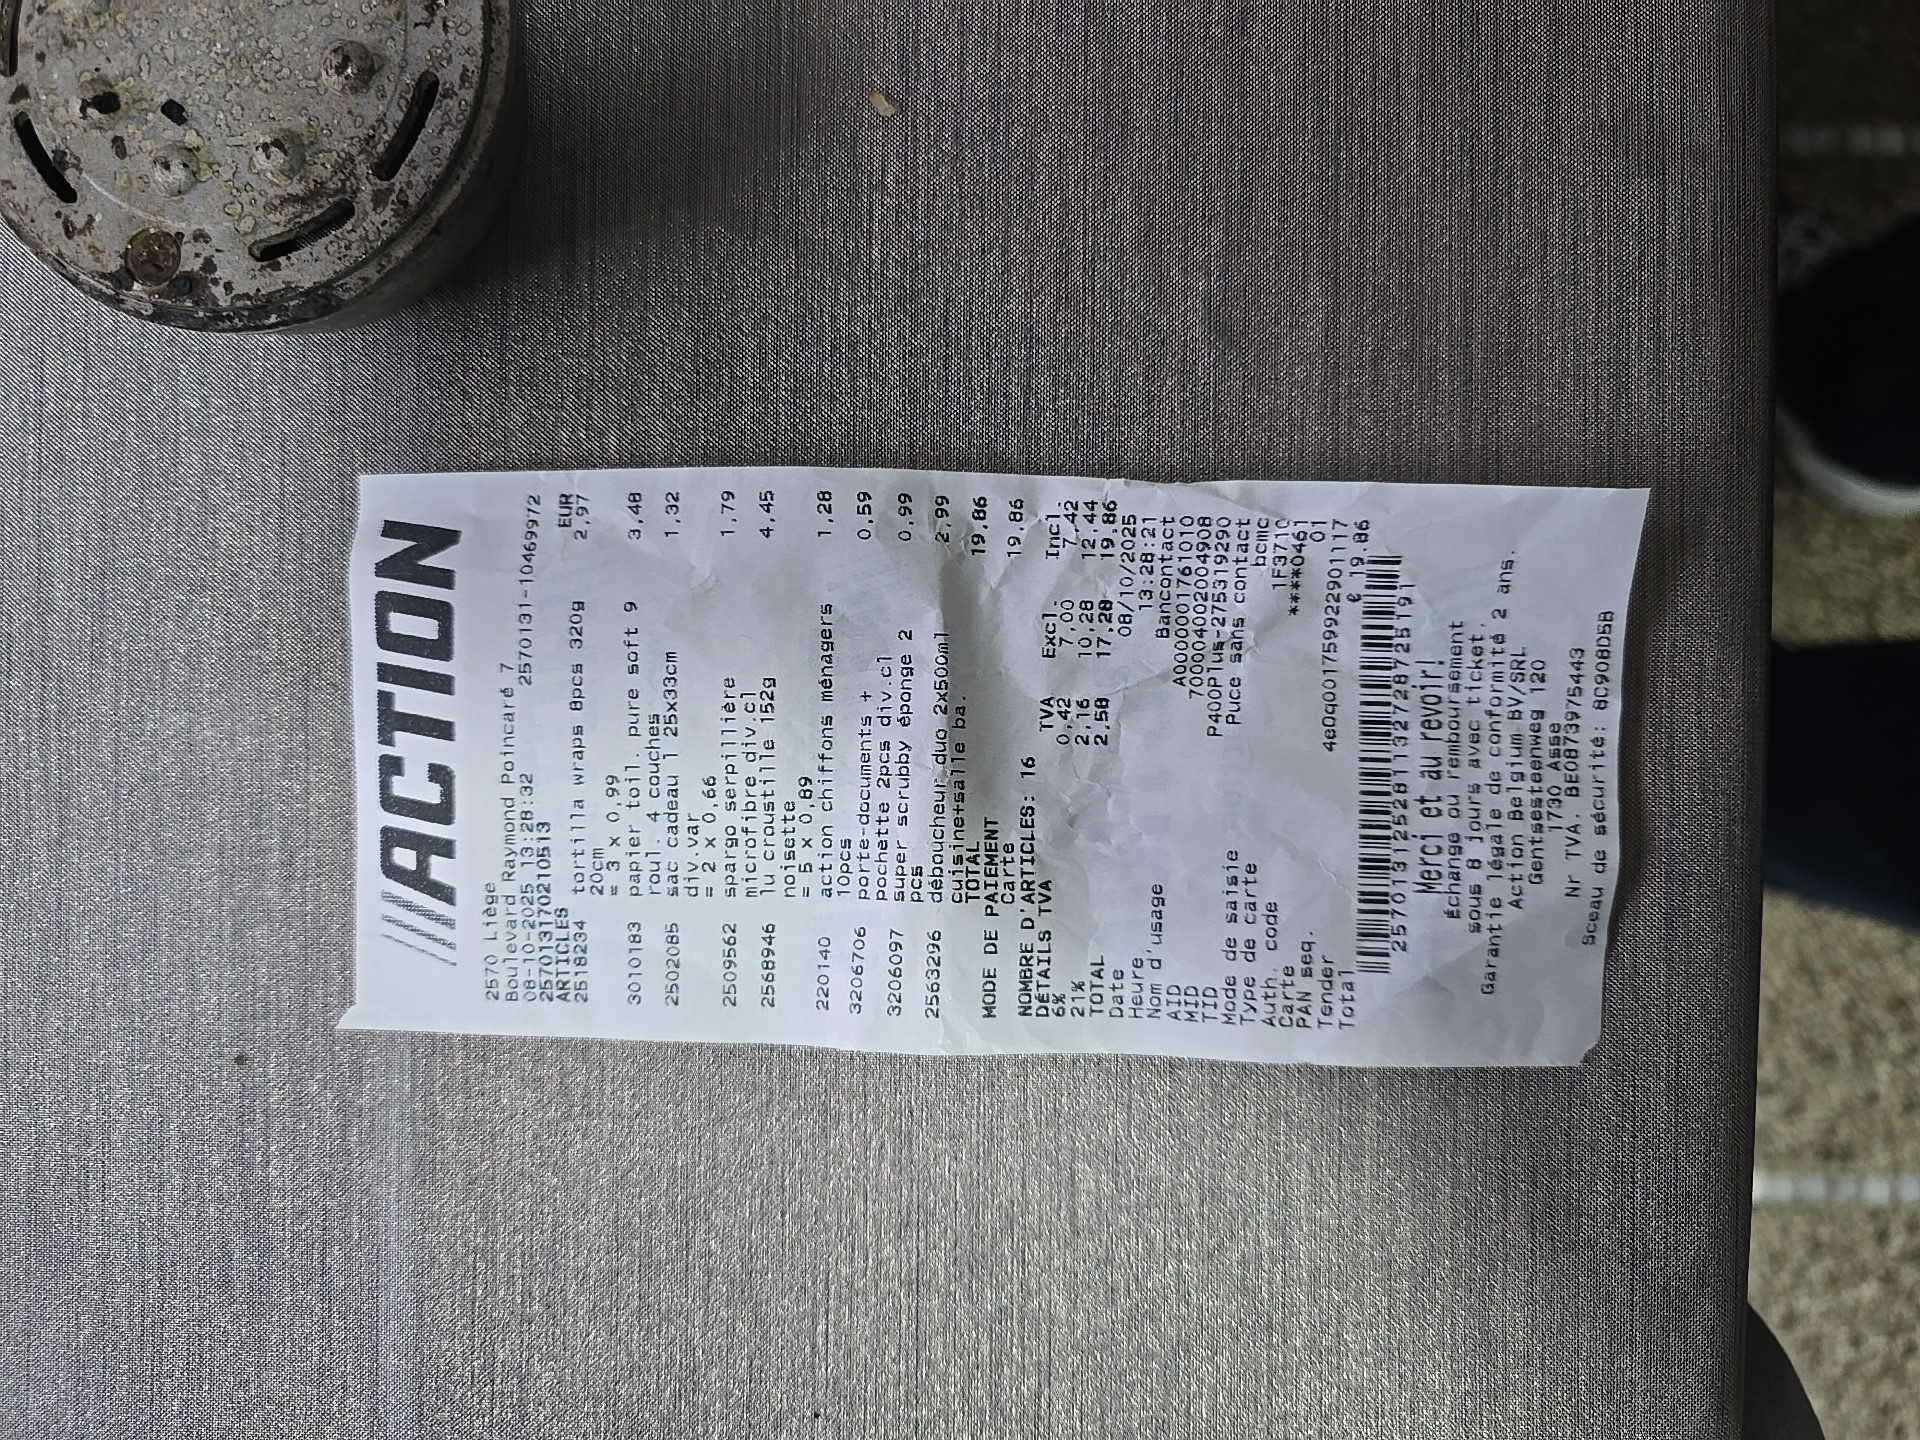 ACTION
2570 Liège
Boulevard Raymond Poincaré 7
08-10-2025 13:28:32 2570131-10469972
257013170210513
ARTICLES EUR
2518234 tortilla wraps 8pcs 320g 2,97
20cm
= 3 x 0,99
3010183 papier toil. pure soft 9 3,48
roul. 4 couches
2502085 sac cadeau l 25x33cm 1,32
div.var
= 2 x 0,66
2509562 spargo serpillière 1,79
microfibre div.cl
2568946 lu croustille 152g 4,45
noisette
= 5 x 0,89
220140 action chiffons ménagers 1,28
10pcs
3206706 porte-documents + 0,59
pochette 2pcs div.cl
3206097 super scrubby éponge 2 0,99
pcs
2563296 déboucheur duo 2x500ml 2,99
cuisine+salle ba.
TOTAL 19,86
MODE DE PAIEMENT
Carte 19,86
NOMBRE D'ARTICLES: 16
DÉTAILS TVA TVA Excl. Incl.
6% 0,42 7,00 7,42
21% 2,16 10,28 12,44
TOTAL 2,58 17,28 19,86
Date 08/10/2025
Heure 13:28:21
Nom d'usage Bancontact
AID A0000001761010
MID 7000040020004908
TID P400Plus-275319290
Mode de saisie Puce sans contact
Type de carte bcmc
Auth. code 1F371C
Carte ****0461
PAN seq. 01
Tender 4e0q001759922901117
Total € 19.86
2570131252811327287251​91
Merci et au revoir!
Échange ou remboursement
sous 8 jours avec ticket.
Garantie légale de conformité 2 ans.
Action Belgium BV/SRL
Gentsesteenweg 120
1730 Asse
Nr TVA. BE0873975443
Sceau de sécurité: 8C908D5B